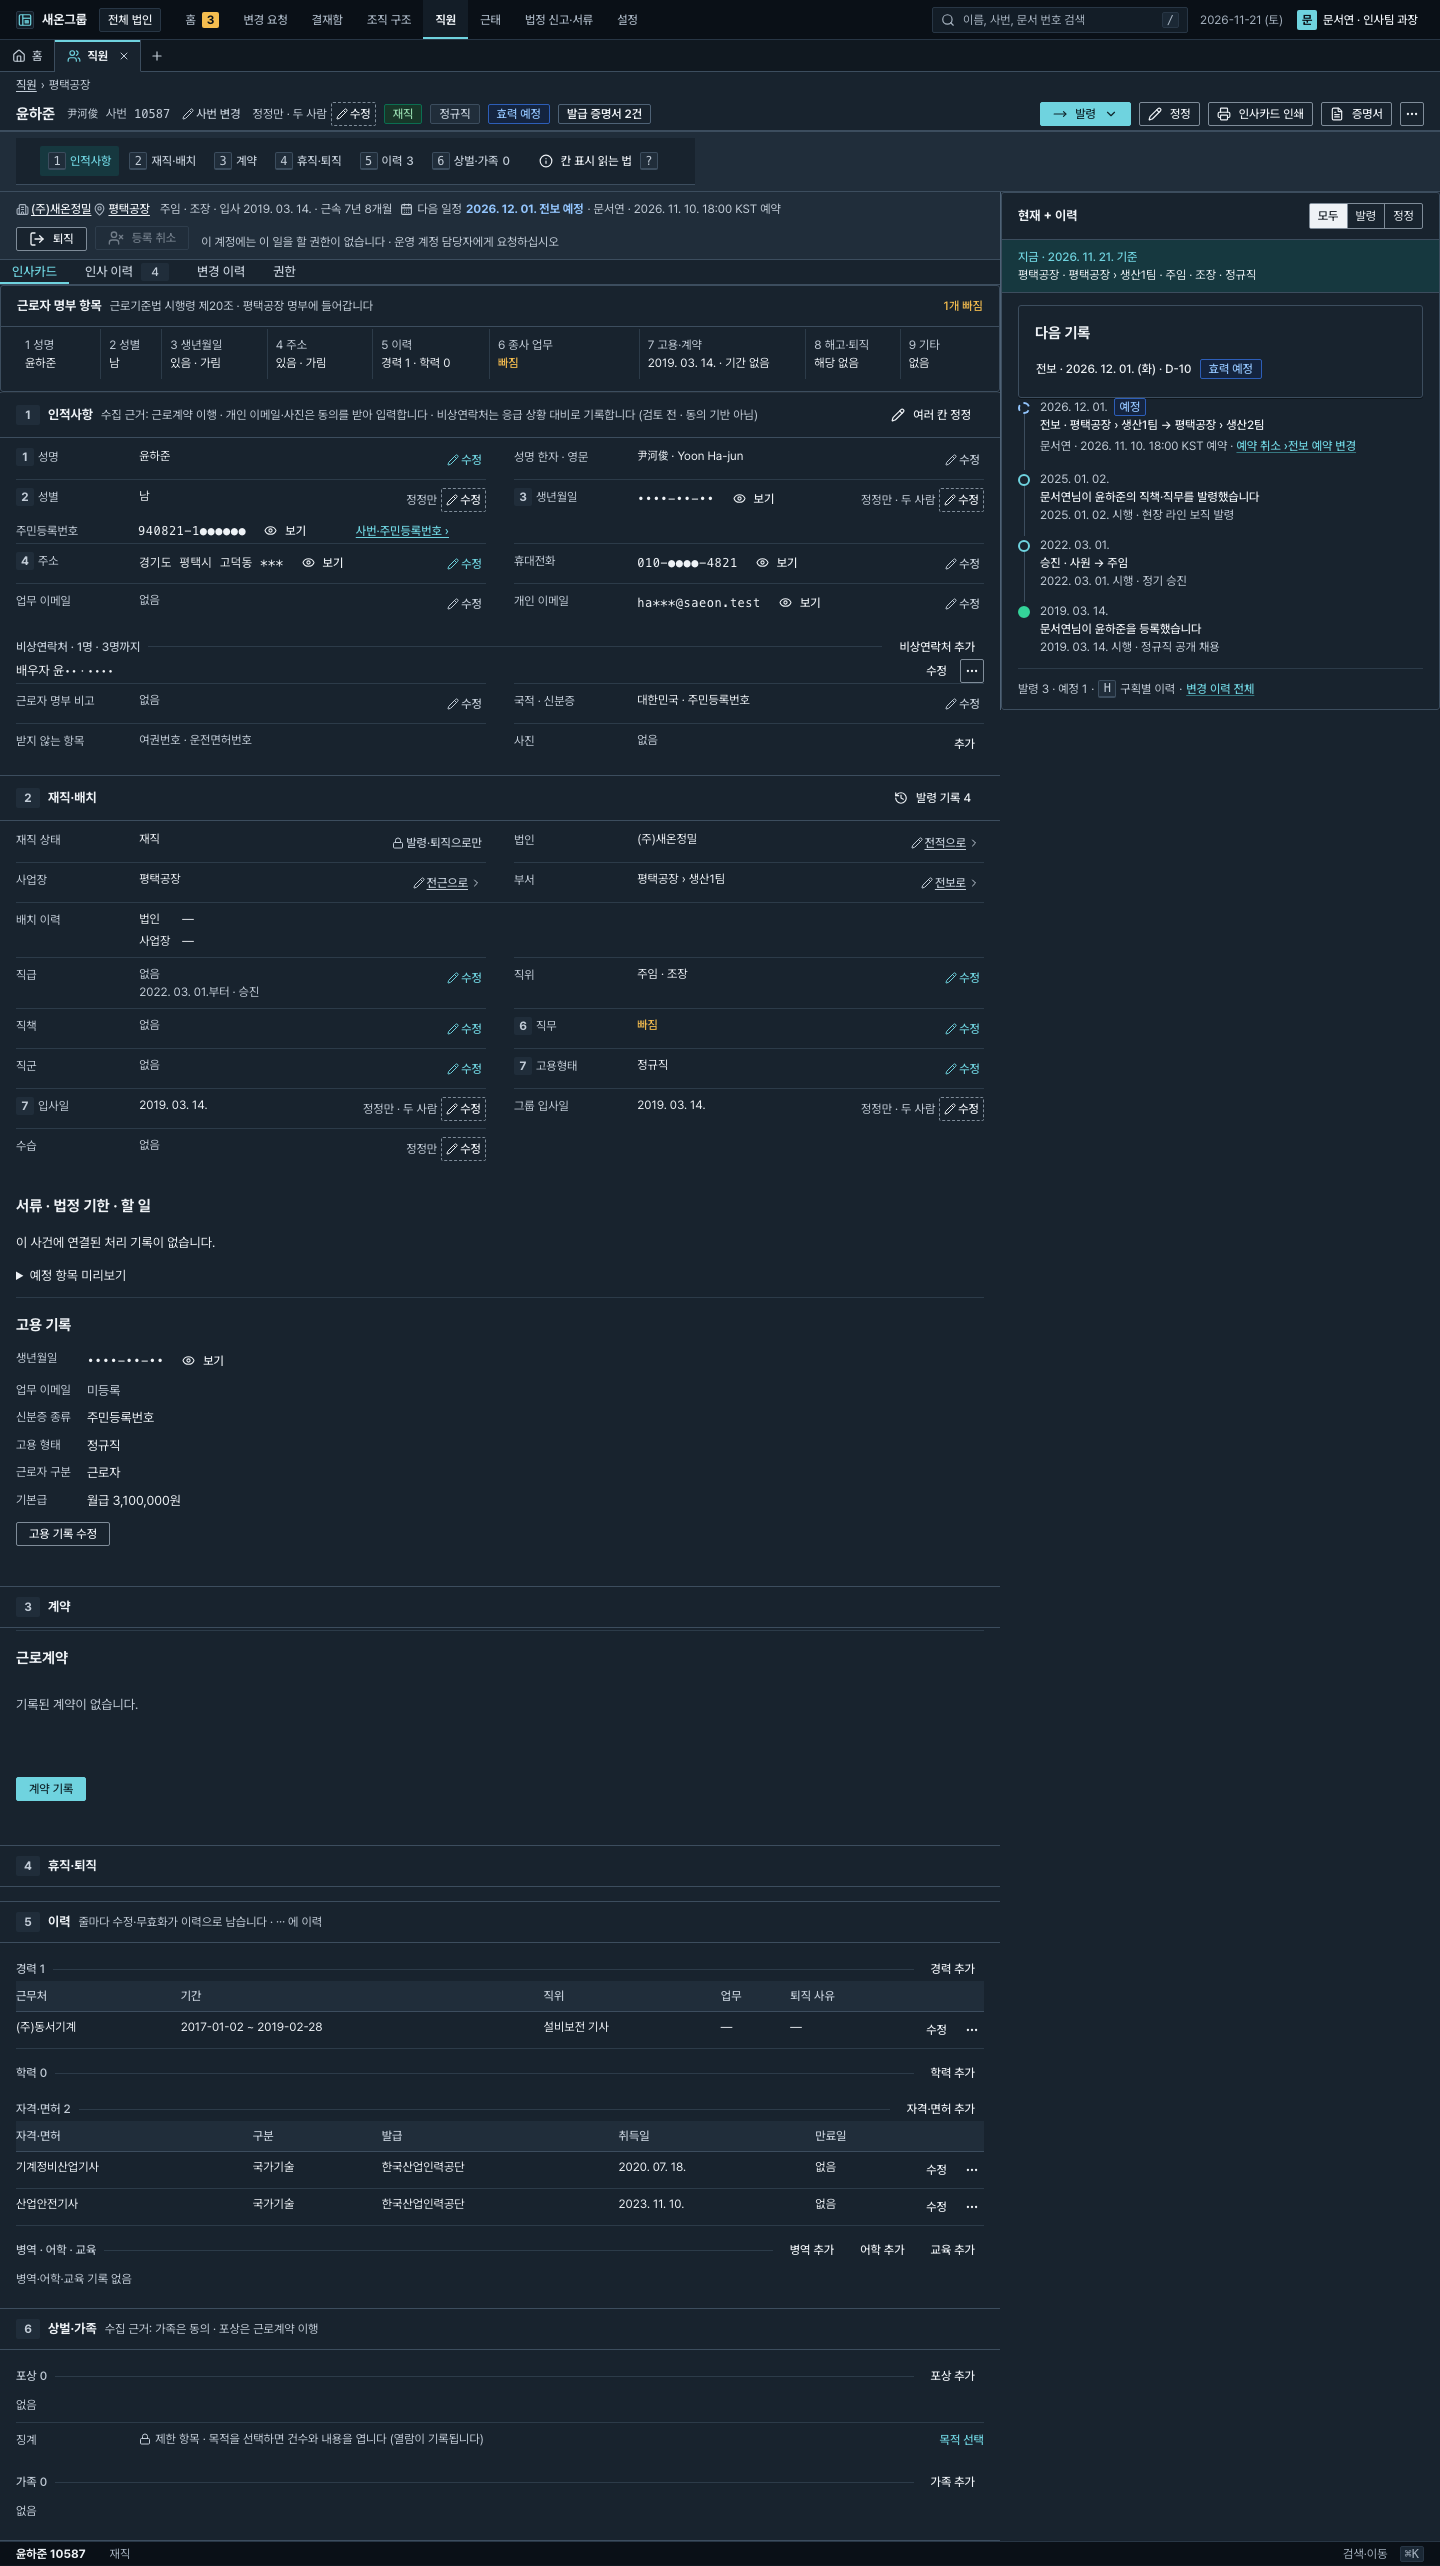 새온그룹 전체 법인 홈 3 변경 요청 결재함 조직 구조 직원 근태 법정 신고·서류 설정 이름, 사번, 문서 번호 검색 / 2026-11-21 (토) 문 문서연 · 인사팀 과장
홈 직원
직원 › 평택공장
윤하준 尹河俊 사번 10587 사번 변경 정정만 · 두 사람 수정 재직 정규직 효력 예정 발급 증명서 2건 발령 정정 인사카드 인쇄 증명서
1 인적사항 2 재직·배치 3 계약 4 휴직·퇴직 5 이력 3 6 상벌·가족 0 칸 표시 읽는 법 ?
(주)새온정밀 평택공장 주임 · 조장 · 입사 2019. 03. 14. · 근속 7년 8개월 다음 일정 2026. 12. 01. 전보 예정 · 문서연 · 2026. 11. 10. 18:00 KST 예약
퇴직 등록 취소 이 계정에는 이 일을 할 권한이 없습니다 · 운영 계정 담당자에게 요청하십시오
인사카드 인사 이력 4 변경 이력 권한
근로자 명부 항목 근로기준법 시행령 제20조 · 평택공장 명부에 들어갑니다 1개 빠짐
1 성명 2 성별 3 생년월일 4 주소 5 이력 6 종사 업무 7 고용·계약 8 해고·퇴직 9 기타
윤하준 남 있음 · 가림 있음 · 가림 경력 1 · 학력 0 빠짐 2019. 03. 14. · 기간 없음 해당 없음 없음
1 인적사항 수집 근거: 근로계약 이행 · 개인 이메일·사진은 동의를 받아 입력합니다 · 비상연락처는 응급 상황 대비로 기록합니다 (검토 전 · 동의 기반 아님) 여러 칸 정정
1 성명 윤하준 수정 성명 한자 · 영문 尹河俊 · Yoon Ha-jun 수정
2 성별 남 정정만 수정 3 생년월일 ••••-••-•• 보기 정정만 · 두 사람 수정
주민등록번호 940821-1●●●●●● 보기 사번·주민등록번호 ›
4 주소 경기도 평택시 고덕동 *** 보기 수정 휴대전화 010-●●●●-4821 보기 수정
업무 이메일 없음 수정 개인 이메일 ha***@saeon.test 보기 수정
비상연락처 · 1명 · 3명까지 비상연락처 추가
배우자 윤•• · •••• 수정
근로자 명부 비고 없음 수정 국적 · 신분증 대한민국 · 주민등록번호 수정
받지 않는 항목 여권번호 · 운전면허번호 사진 없음 추가
2 재직·배치 발령 기록 4
재직 상태 재직 발령·퇴직으로만 법인 (주)새온정밀 전적으로
사업장 평택공장 전근으로 부서 평택공장 › 생산1팀 전보로
배치 이력 법인 —
사업장 —
직급 없음 수정 직위 주임 · 조장 수정
2022. 03. 01.부터 · 승진
직책 없음 수정 6 직무 빠짐 수정
직군 없음 수정 7 고용형태 정규직 수정
7 입사일 2019. 03. 14. 정정만 · 두 사람 수정 그룹 입사일 2019. 03. 14. 정정만 · 두 사람 수정
수습 없음 정정만 수정
서류 · 법정 기한 · 할 일
이 사건에 연결된 처리 기록이 없습니다.
▶ 예정 항목 미리보기
고용 기록
생년월일 ••••-••-•• 보기
업무 이메일 미등록
신분증 종류 주민등록번호
고용 형태 정규직
근로자 구분 근로자
기본급 월급 3,100,000원
고용 기록 수정
3 계약
근로계약
기록된 계약이 없습니다.
계약 기록
4 휴직·퇴직
5 이력 줄마다 수정·무효화가 이력으로 남습니다 · ··· 에 이력
경력 1 경력 추가
근무처 기간 직위 업무 퇴직 사유
(주)동서기계 2017-01-02 ~ 2019-02-28 설비보전 기사 — — 수정
학력 0 학력 추가
자격·면허 2 자격·면허 추가
자격·면허 구분 발급 취득일 만료일
기계정비산업기사 국가기술 한국산업인력공단 2020. 07. 18. 없음 수정
산업안전기사 국가기술 한국산업인력공단 2023. 11. 10. 없음 수정
병역 · 어학 · 교육 병역 추가 어학 추가 교육 추가
병역·어학·교육 기록 없음
6 상벌·가족 수집 근거: 가족은 동의 · 포상은 근로계약 이행
포상 0 포상 추가
없음
징계 제한 항목 · 목적을 선택하면 건수와 내용을 엽니다 (열람이 기록됩니다) 목적 선택
가족 0 가족 추가
없음
현재 + 이력 모두 발령 정정
지금 · 2026. 11. 21. 기준
평택공장 · 평택공장 › 생산1팀 · 주임 · 조장 · 정규직
다음 기록
전보 · 2026. 12. 01. (화) · D-10 효력 예정
2026. 12. 01. 예정
전보 · 평택공장 › 생산1팀 → 평택공장 › 생산2팀
문서연 · 2026. 11. 10. 18:00 KST 예약 · 예약 취소 ›전보 예약 변경
2025. 01. 02.
문서연님이 윤하준의 직책·직무를 발령했습니다
2025. 01. 02. 시행 · 현장 라인 보직 발령
2022. 03. 01.
승진 · 사원 → 주임
2022. 03. 01. 시행 · 정기 승진
2019. 03. 14.
문서연님이 윤하준을 등록했습니다
2019. 03. 14. 시행 · 정규직 공개 채용
발령 3 · 예정 1 · H 구획별 이력 · 변경 이력 전체
윤하준 10587 재직 검색·이동 ⌘K